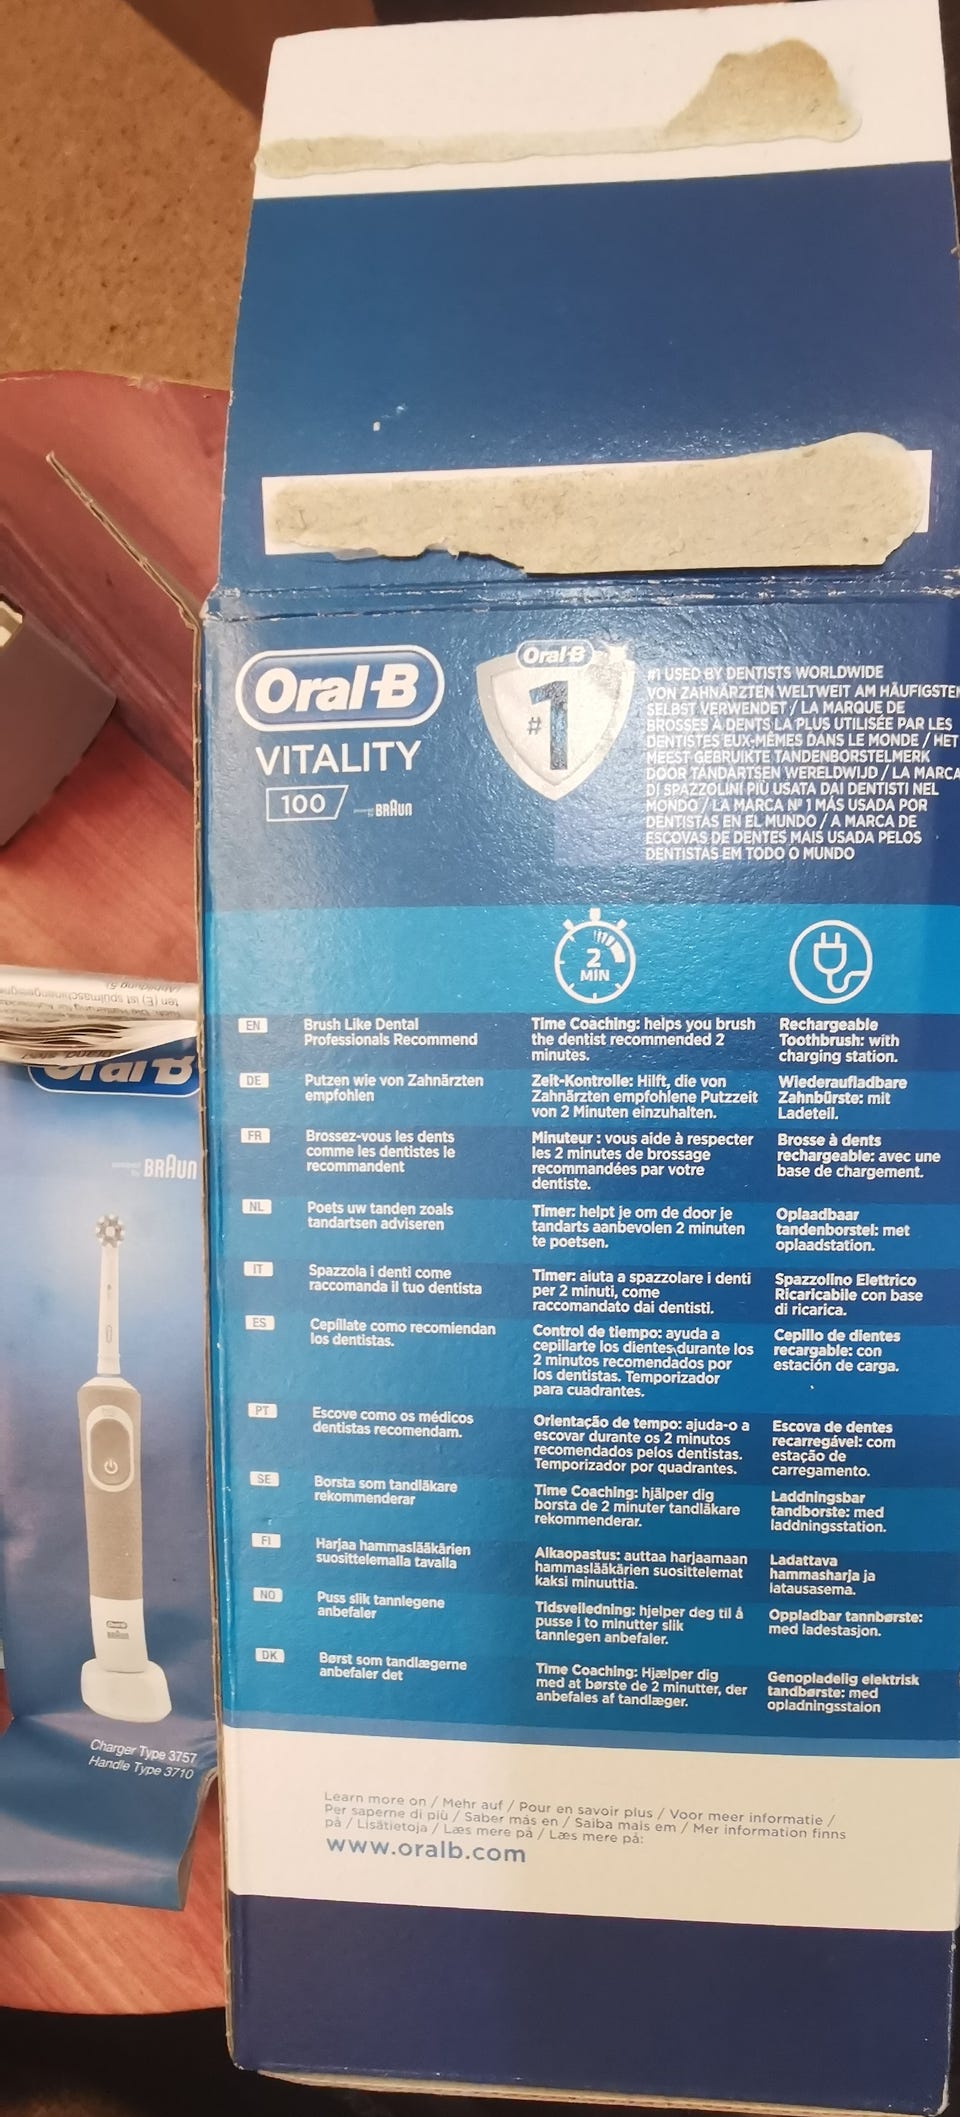 Oral-B
VITALITY
100
powered by BRAUN
Oral-B
#1
#1 USED BY DENTISTS WORLDWIDE
VON ZAHNÄRZTEN WELTWEIT AM HÄUFIGSTEN
SELBST VERWENDET / LA MARQUE DE
BROSSES À DENTS LA PLUS UTILISÉE PAR LES
DENTISTES EUX-MÊMES DANS LE MONDE / HET
MEEST GEBRUIKTE TANDENBORSTELMERK
DOOR TANDARTSEN WERELDWIJD / LA MARCA
DI SPAZZOLINI PIÙ USATA DAI DENTISTI NEL
MONDO / LA MARCA Nº 1 MÁS USADA POR
DENTISTAS EN EL MUNDO / A MARCA DE
ESCOVAS DE DENTES MAIS USADA PELOS
DENTISTAS EM TODO O MUNDO
2
MIN
EN
Brush Like Dental
Professionals Recommend
Time Coaching: helps you brush
the dentist recommended 2
minutes.
Rechargeable
Toothbrush: with
charging station.
DE
Putzen wie von Zahnärzten
empfohlen
Zeit-Kontrolle: Hilft, die von
Zahnärzten empfohlene Putzzeit
von 2 Minuten einzuhalten.
Wiederaufladbare
Zahnbürste: mit
Ladeteil.
FR
Brossez-vous les dents
comme les dentistes le
recommandent
Minuteur : vous aide à respecter
les 2 minutes de brossage
recommandées par votre
dentiste.
Brosse à dents
rechargeable: avec une
base de chargement.
NL
Poets uw tanden zoals
tandartsen adviseren
Timer: helpt je om de door je
tandarts aanbevolen 2 minuten
te poetsen.
Oplaadbaar
tandenborstel: met
oplaadstation.
IT
Spazzola i denti come
raccomanda il tuo dentista
Timer: aiuta a spazzolare i denti
per 2 minuti, come
raccomandato dai dentisti.
Spazzolino Elettrico
Ricaricabile con base
di ricarica.
ES
Cepíllate como recomiendan
los dentistas.
Control de tiempo: ayuda a
cepillarte los dientes durante los
2 minutos recomendados por
los dentistas. Temporizador
para cuadrantes.
Cepillo de dientes
recargable: con
estación de carga.
PT
Escove como os médicos
dentistas recomendam.
Orientação de tempo: ajuda-o a
escovar durante os 2 minutos
recomendados pelos dentistas.
Temporizador por quadrantes.
Escova de dentes
recarregável: com
estação de
carregamento.
SE
Borsta som tandläkare
rekommenderar
Time Coaching: hjälper dig
borsta de 2 minuter tandläkare
rekommenderar.
Laddningsbar
tandborste: med
laddningsstation.
FI
Harjaa hammaslääkärien
suosittelemalla tavalla
Aikaopastus: auttaa harjaamaan
hammaslääkärien suosittelemat
kaksi minuuttia.
Ladattava
hammasharja ja
latausasema.
NO
Puss slik tannlegene
anbefaler
Tidsveiledning: hjelper deg til å
pusse i to minutter slik
tannlegen anbefaler.
Oppladbar tannbørste:
med ladestasjon.
DK
Børst som tandlægerne
anbefaler det
Time Coaching: Hjælper dig
med at børste de 2 minutter, der
anbefales af tandlæger.
Genopladelig elektrisk
tandbørste: med
opladningsstaion
Learn more on / Mehr auf / Pour en savoir plus / Voor meer informatie /
Per saperne di più / Saber más en / Saiba mais em / Mer information finns
på / Lisätietoja / Læs mere på / Læs mere på:
www.oralb.com
ten (E) ist spülmaschinengeeigne
(Abbildung 5).
Oral-B
powered by BRAUN
Oral-B
BRAUN
Charger Type 3757
Handle Type 3710